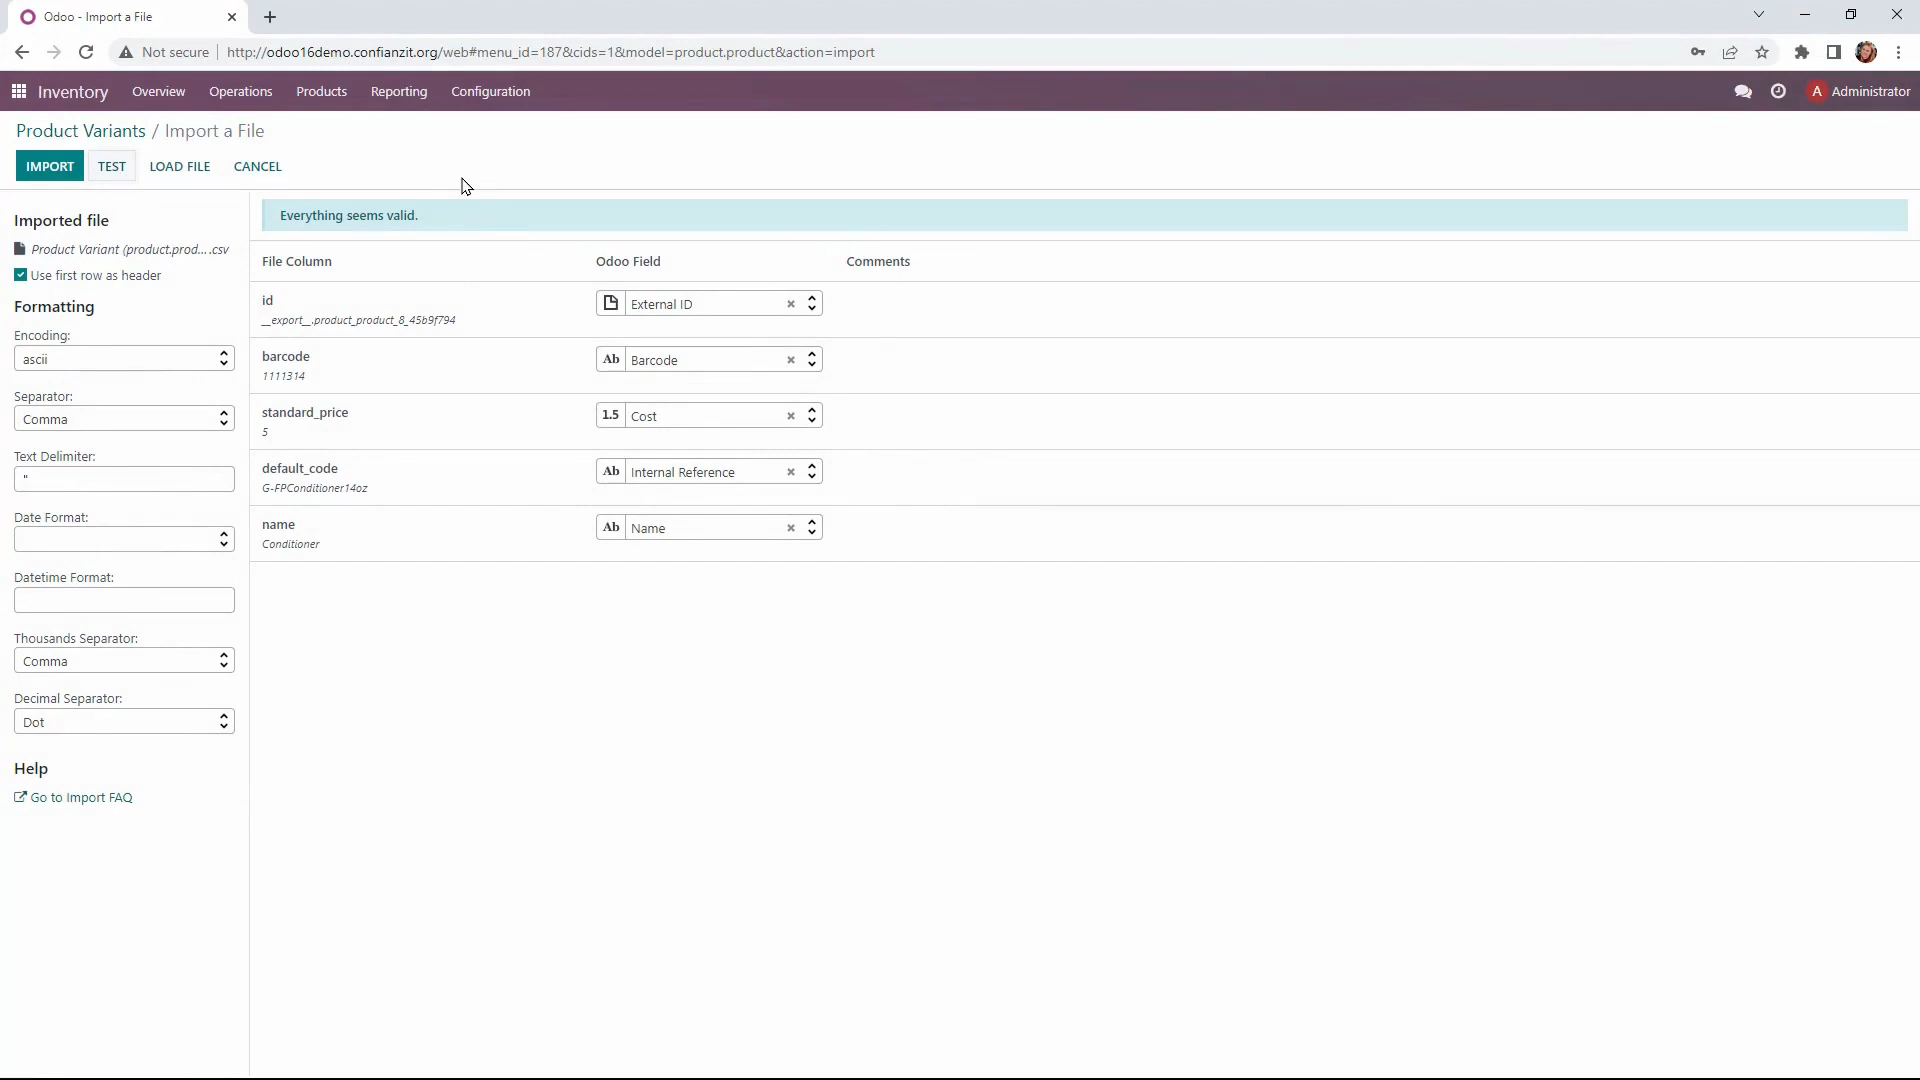 Odoo - Import a File
Not secure
http://odoo16demo.confianzit.org/web#menu_id=187&cids=1&model=product.product&action=import
Inventory Overview Operations Products Reporting Configuration
A Administrator
Product Variants / Import a File
IMPORT TEST LOAD FILE CANCEL
Imported file
Product Variant (product.prod... .csv
Use first row as header
Formatting
Encoding:
ascii
Separator:
Comma
Text Delimiter:
"
Date Format:
Datetime Format:
Thousands Separator:
Comma
Decimal Separator:
Dot
Help
Go to Import FAQ
Everything seems valid.
File Column Odoo Field Comments
id
__export__.product_product_8_45b9f794
External ID
barcode
1111314
Ab Barcode
standard_price
5
1.5 Cost
default_code
G-FPConditioner14oz
Ab Internal Reference
name
Conditioner
Ab Name